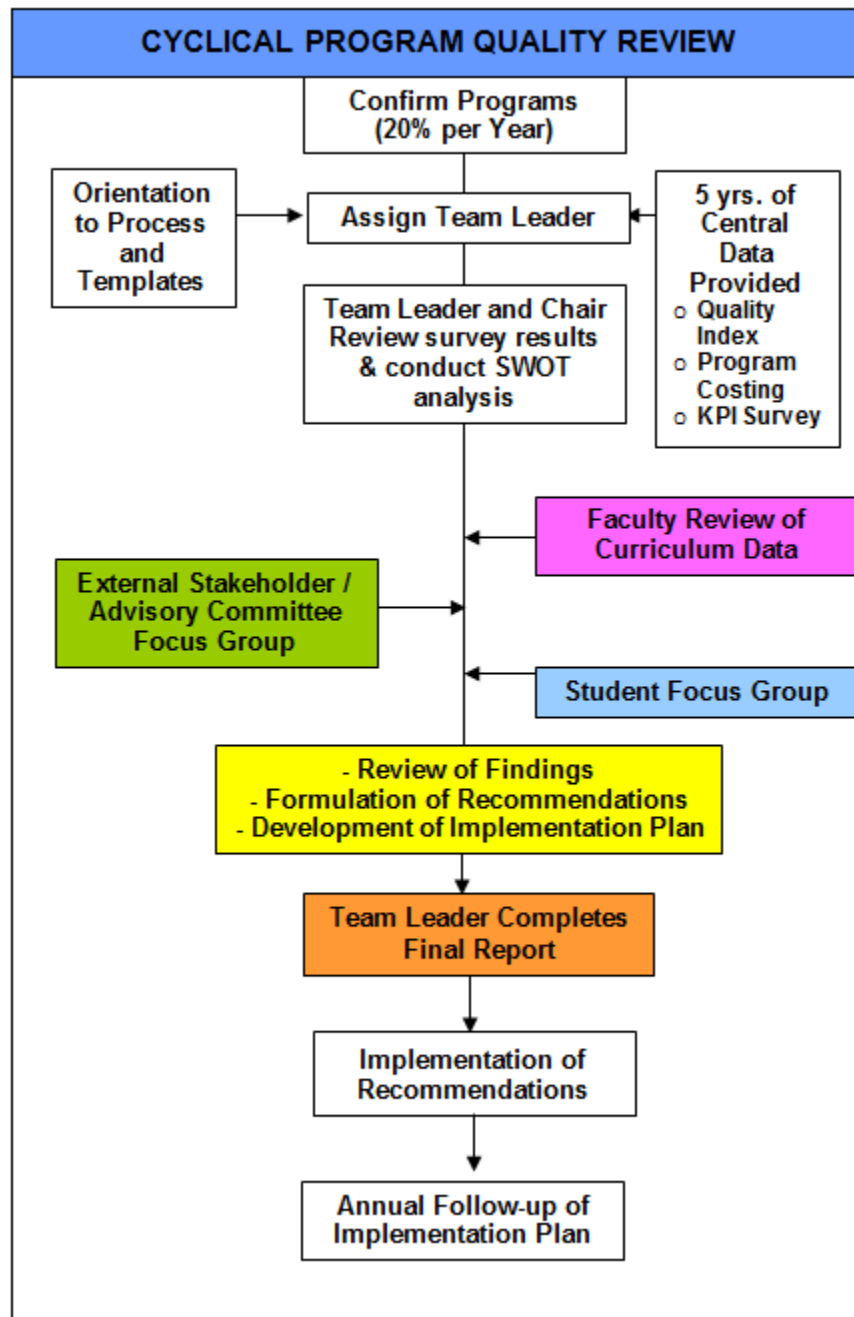 CYCLICAL PROGRAM QUALITY REVIEW
Confirm Programs
(20% per Year)
Orientation
to Process
and
Templates
Assign Team Leader
5 yrs. of
Central
Data
Provided
o Quality
Index
o Program
Costing
o KPI Survey
Team Leader and Chair
Review survey results
& conduct SWOT
analysis
Faculty Review of
Curriculum Data
External Stakeholder /
Advisory Committee
Focus Group
Student Focus Group
- Review of Findings
- Formulation of Recommendations
- Development of Implementation Plan
Team Leader Completes
Final Report
Implementation of
Recommendations
Annual Follow-up of
Implementation Plan